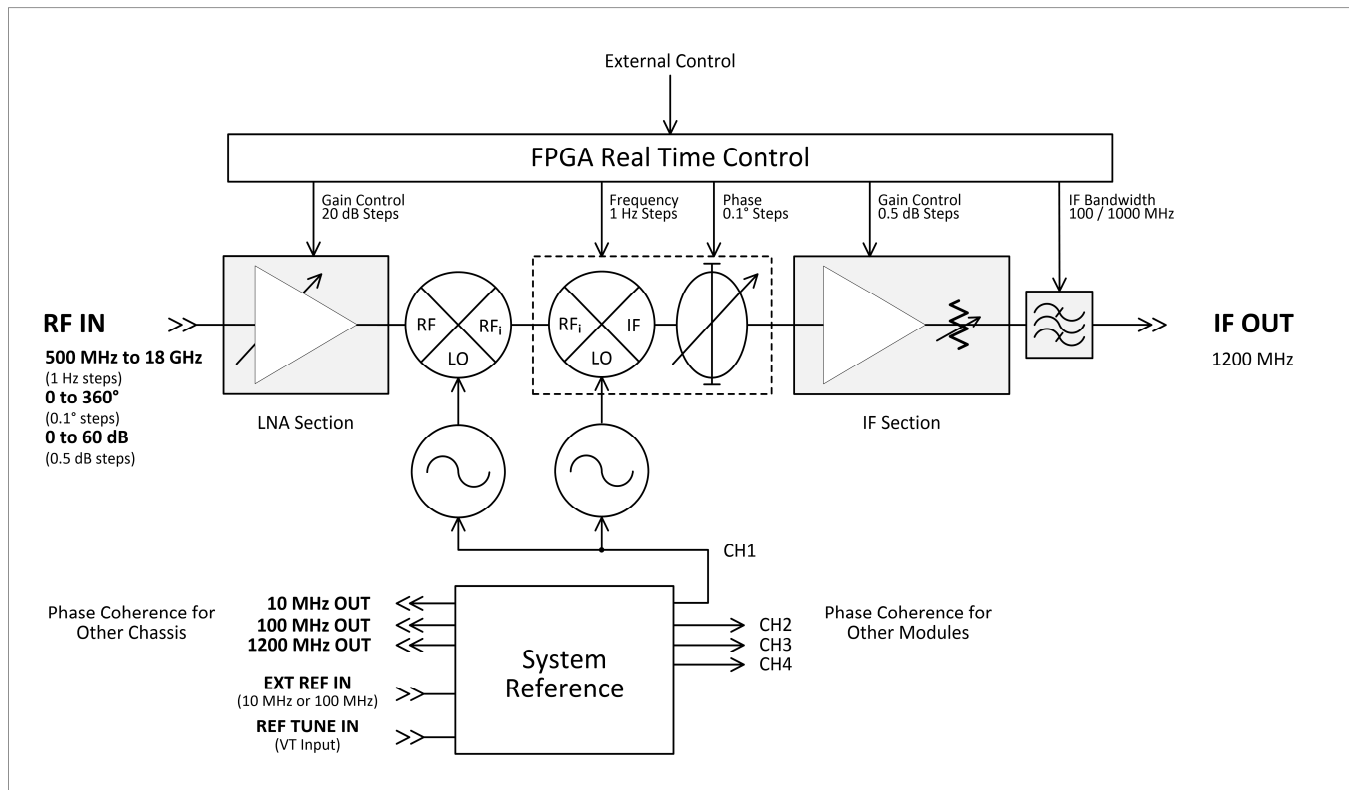 External Control
FPGA Real Time Control
Gain Control
20 dB Steps
Frequency
1 Hz Steps
Phase
0.1° Steps
Gain Control
0.5 dB Steps
IF Bandwidth
100 / 1000 MHz
RF IN
500 MHz to 18 GHz
(1 Hz steps)
0 to 360°
(0.1° steps)
0 to 60 dB
(0.5 dB steps)
RF
RFi
LO
RFi
IF
LO
IF OUT
1200 MHz
LNA Section
IF Section
CH1
Phase Coherence for
Other Chassis
10 MHz OUT
100 MHz OUT
1200 MHz OUT
EXT REF IN
(10 MHz or 100 MHz)
REF TUNE IN
(VT Input)
System
Reference
CH2
CH3
CH4
Phase Coherence for
Other Modules